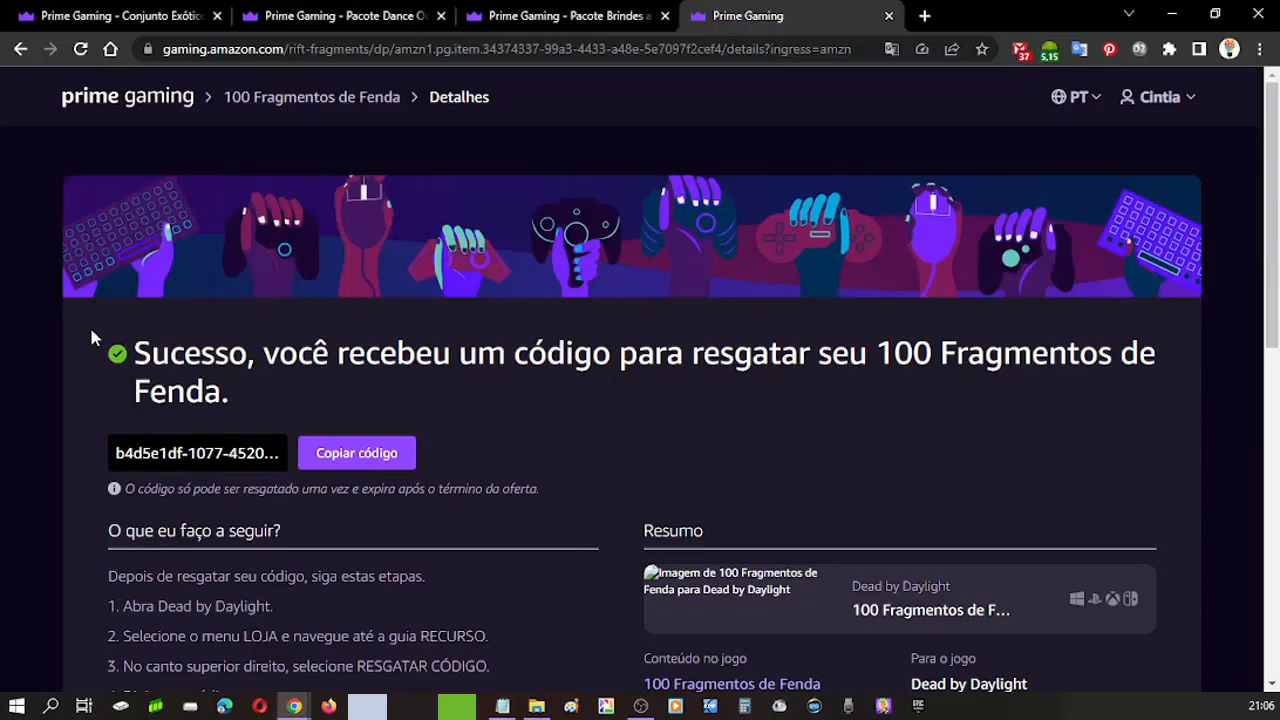 Prime Gaming - Conjunto Exótic
Prime Gaming - Pacote Dance O
Prime Gaming - Pacote Brindes a
Prime Gaming
gaming.amazon.com/rift-fragments/dp/amzn1.pg.item.34374337-99a3-4433-a48e-5e7097f2cef4/details?ingress=amzn
37
5,15
prime gaming > 100 Fragmentos de Fenda > Detalhes
PT
Cintia
Sucesso, você recebeu um código para resgatar seu 100 Fragmentos de
Fenda.
b4d5e1df-1077-4520...
Copiar código
O código só pode ser resgatado uma vez e expira após o término da oferta.
O que eu faço a seguir?
Depois de resgatar seu código, siga estas etapas.
1. Abra Dead by Daylight.
2. Selecione o menu LOJA e navegue até a guia RECURSO.
3. No canto superior direito, selecione RESGATAR CÓDIGO.
Resumo
Imagem de 100 Fragmentos de
Fenda para Dead by Daylight
Dead by Daylight
100 Fragmentos de F...
Conteúdo no jogo
100 Fragmentos de Fenda
Para o jogo
Dead by Daylight
21:06